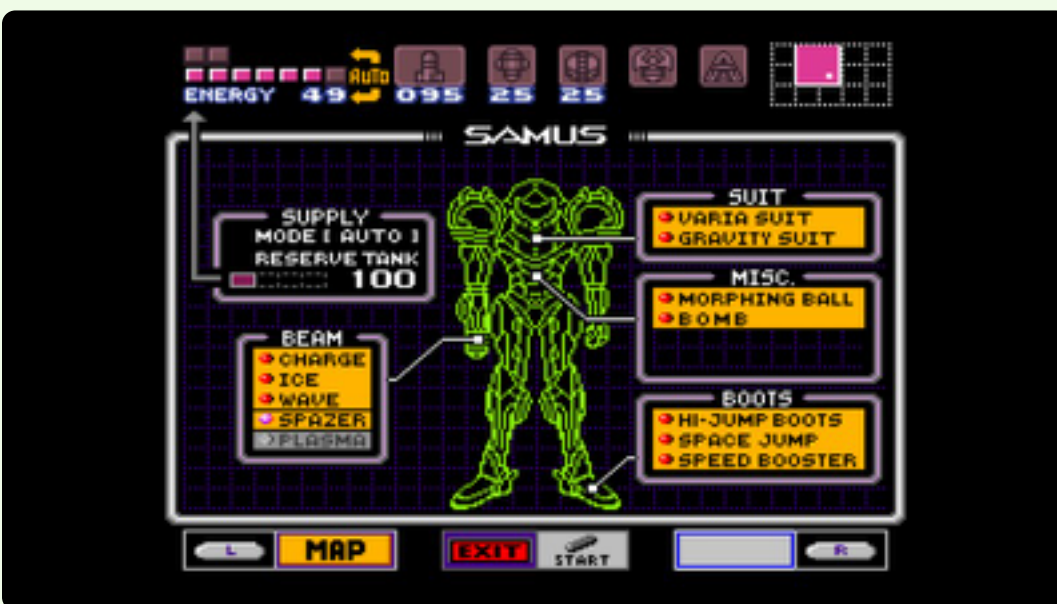 AUTO
ENERGY 49 095 25 25
SAMUS
SUPPLY
MODE [ AUTO ]
RESERVE TANK
100
BEAM
CHARGE
ICE
WAVE
SPAZER
PLASMA
SUIT
VARIA SUIT
GRAVITY SUIT
MISC.
MORPHING BALL
BOMB
BOOTS
HI-JUMP BOOTS
SPACE JUMP
SPEED BOOSTER
L MAP EXIT START R